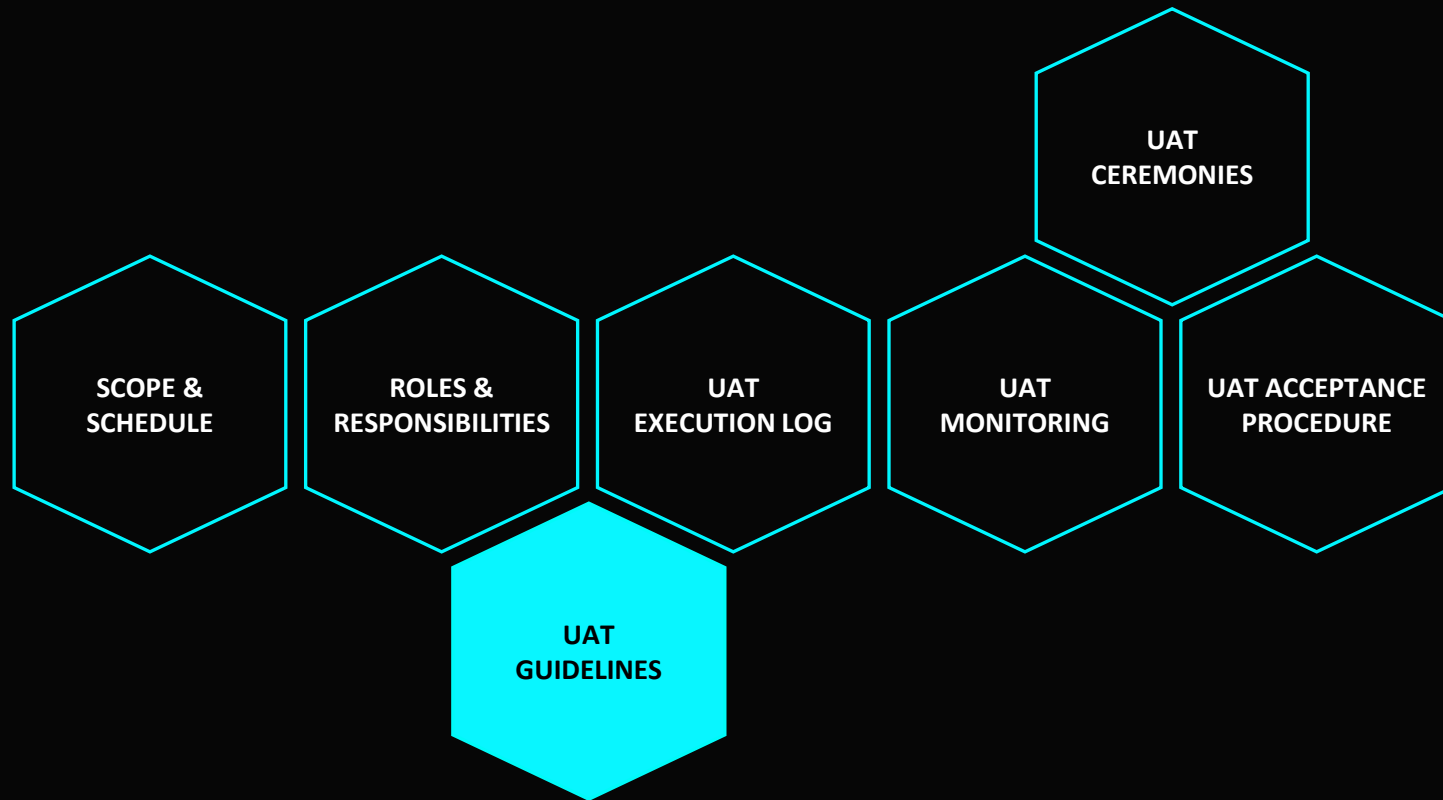 UAT
CEREMONIES
SCOPE &
SCHEDULE
ROLES &
RESPONSIBILITIES
UAT
EXECUTION LOG
UAT
MONITORING
UAT ACCEPTANCE
PROCEDURE
UAT
GUIDELINES